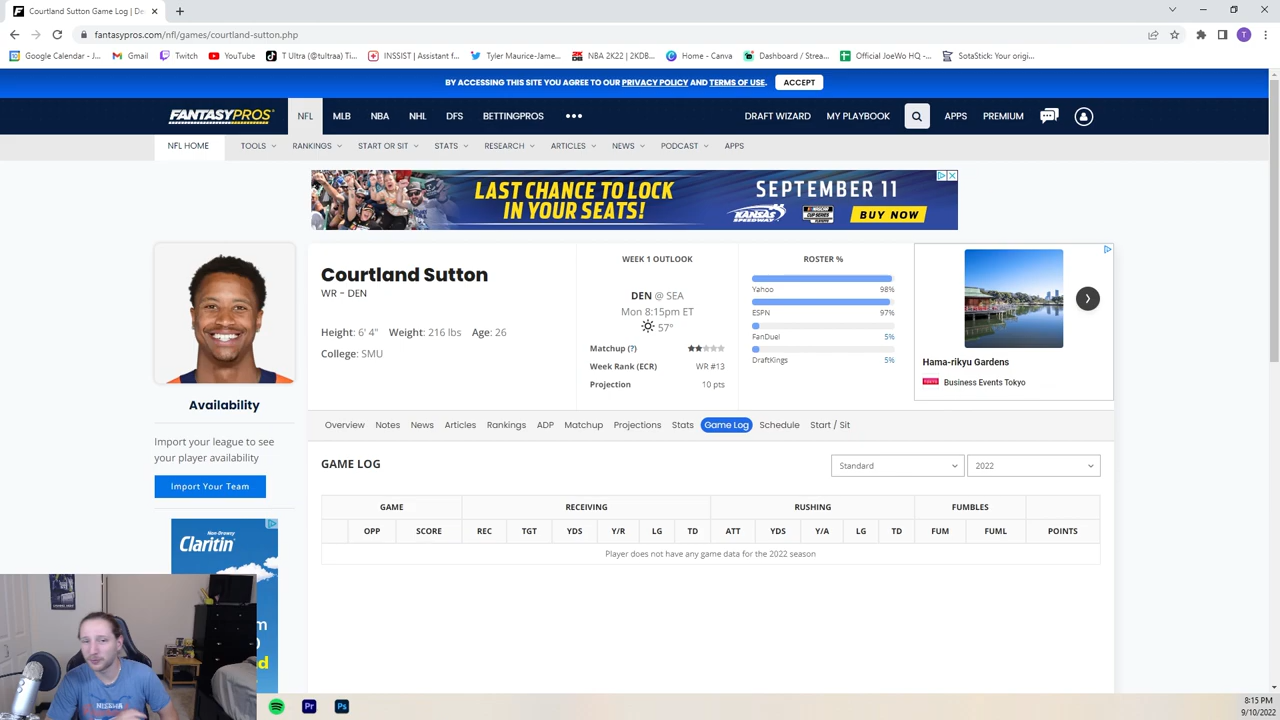 Courtland Sutton Game Log | De
fantasypros.com/nfl/games/courtland-sutton.php
Google Calendar - J... Gmail Twitch YouTube T Ultra (@tultraa) Ti... INSSIST | Assistant f... Tyler Maurice-Jame... NBA 2K22 | 2KDB... Home - Canva Dashboard / Strea... Official JoeWo HQ -... SotaStick: Your origi...
BY ACCESSING THIS SITE YOU AGREE TO OUR PRIVACY POLICY AND TERMS OF USE. ACCEPT
FANTASYPROS NFL MLB NBA NHL DFS BETTINGPROS ••• DRAFT WIZARD MY PLAYBOOK APPS PREMIUM
NFL HOME TOOLS RANKINGS START OR SIT STATS RESEARCH ARTICLES NEWS PODCAST APPS
LAST CHANCE TO LOCK
IN YOUR SEATS!
SEPTEMBER 11
KANSAS SPEEDWAY NASCAR CUP SERIES BUY NOW
Courtland Sutton
WR - DEN
Height: 6' 4" Weight: 216 lbs Age: 26
College: SMU
WEEK 1 OUTLOOK
DEN @ SEA
Mon 8:15pm ET
57°
Matchup (?)
Week Rank (ECR) WR #13
Projection 10 pts
ROSTER %
Yahoo 98%
ESPN 97%
FanDuel 5%
DraftKings 5%
Hama-rikyu Gardens
Business Events Tokyo
Availability
Import your league to see
your player availability
Import Your Team
Non-Drowsy
Claritin
Overview Notes News Articles Rankings ADP Matchup Projections Stats Game Log Schedule Start / Sit
GAME LOG Standard 2022
GAME RECEIVING RUSHING FUMBLES
OPP SCORE REC TGT YDS Y/R LG TD ATT YDS Y/A LG TD FUM FUML POINTS
Player does not have any game data for the 2022 season
Pr Ps
8:15 PM
9/10/2022